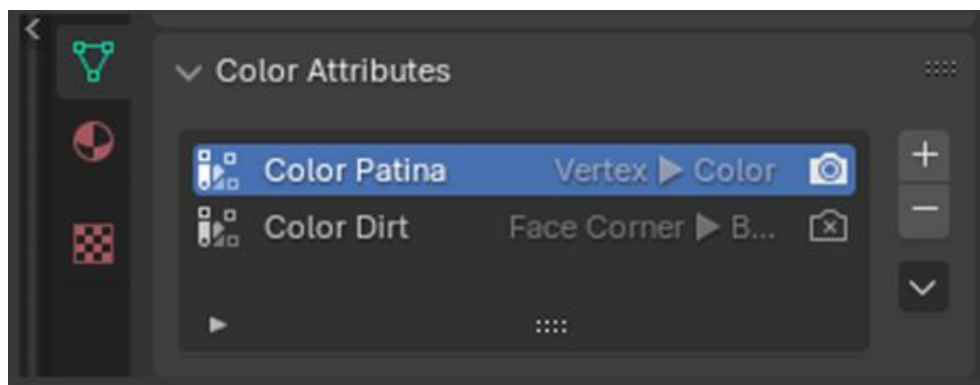 Color Attributes
Color Patina Vertex ▶ Color
Color Dirt Face Corner ▶ B...